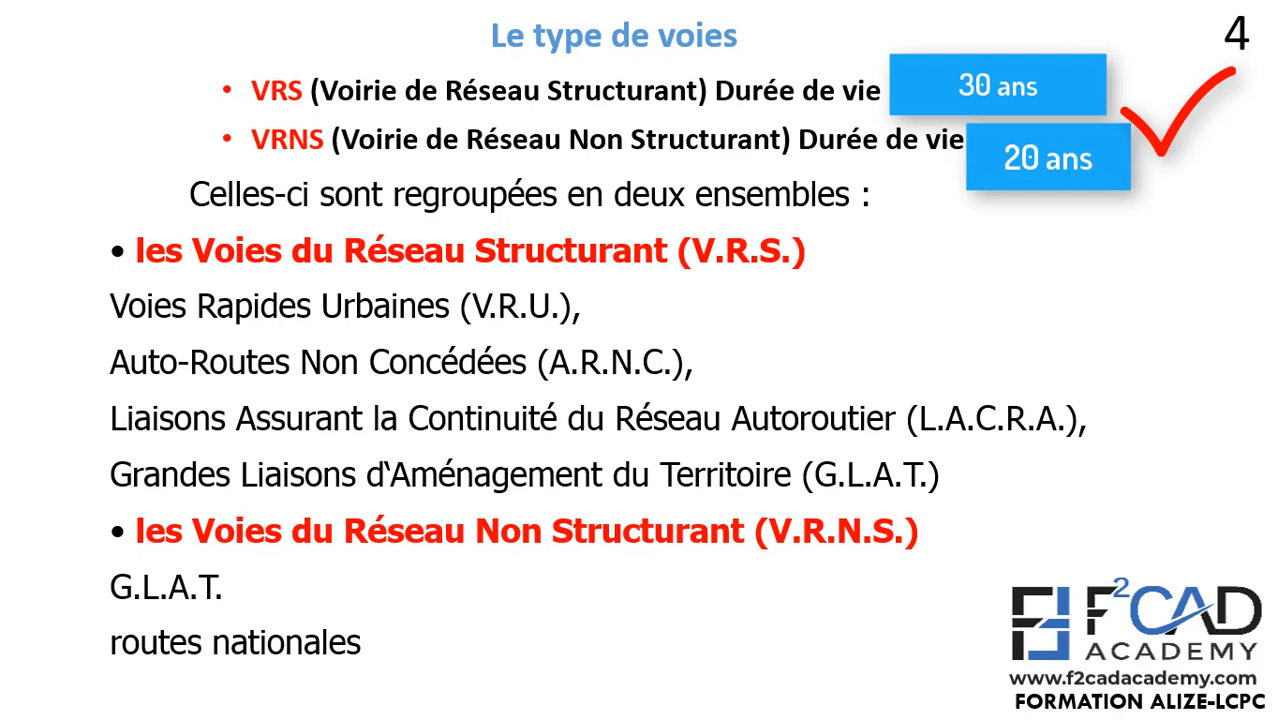 Le type de voies
4
• VRS (Voirie de Réseau Structurant) Durée de vie 30 ans
• VRNS (Voirie de Réseau Non Structurant) Durée de vie 20 ans
Celles-ci sont regroupées en deux ensembles :
• les Voies du Réseau Structurant (V.R.S.)
Voies Rapides Urbaines (V.R.U.),
Auto-Routes Non Concédées (A.R.N.C.),
Liaisons Assurant la Continuité du Réseau Autoroutier (L.A.C.R.A.),
Grandes Liaisons d‘Aménagement du Territoire (G.L.A.T.)
• les Voies du Réseau Non Structurant (V.R.N.S.)
G.L.A.T.
routes nationales
F²CAD
ACADEMY
www.f2cadacademy.com
FORMATION ALIZE-LCPC